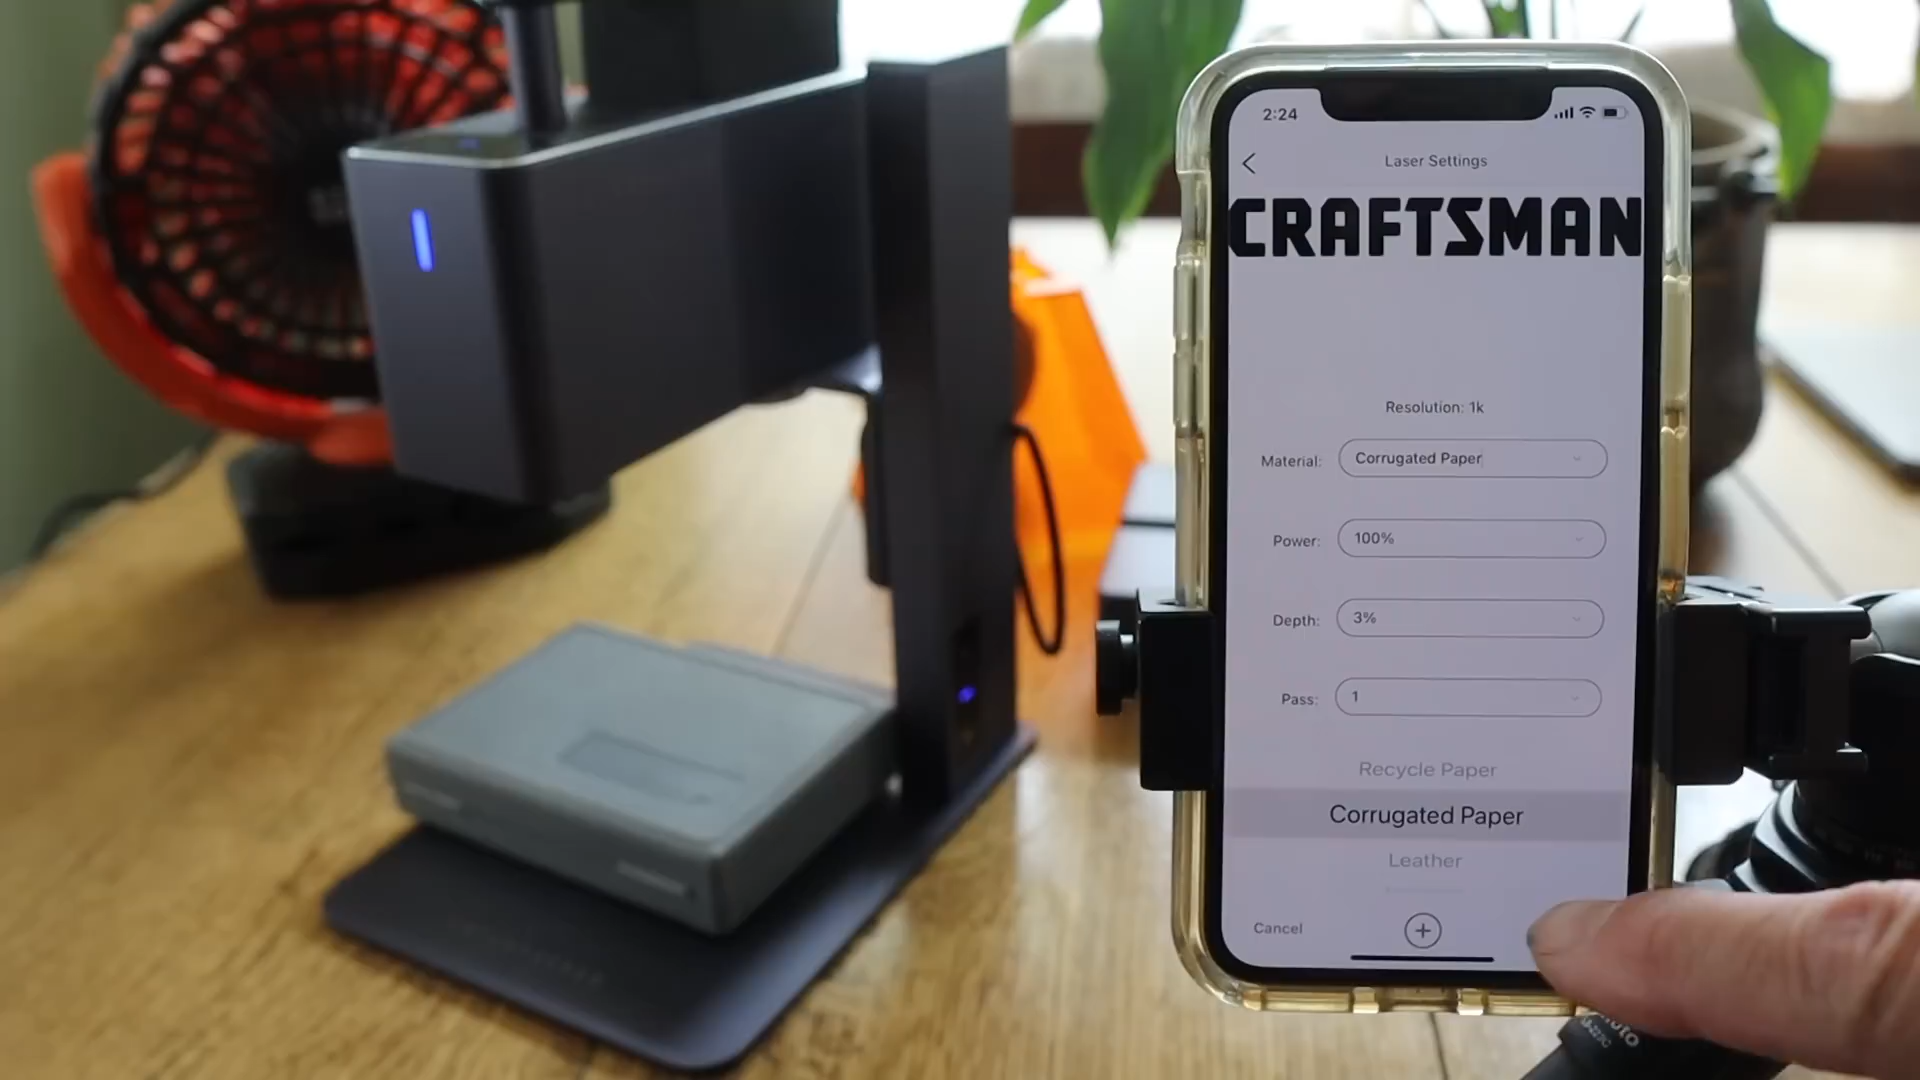 2:24
Laser Settings
CRAFTSMAN
Resolution: 1k
Material: Corrugated Paper
Power: 100%
Depth: 3%
Pass: 1
Recycle Paper
Corrugated Paper
Leather
Cancel